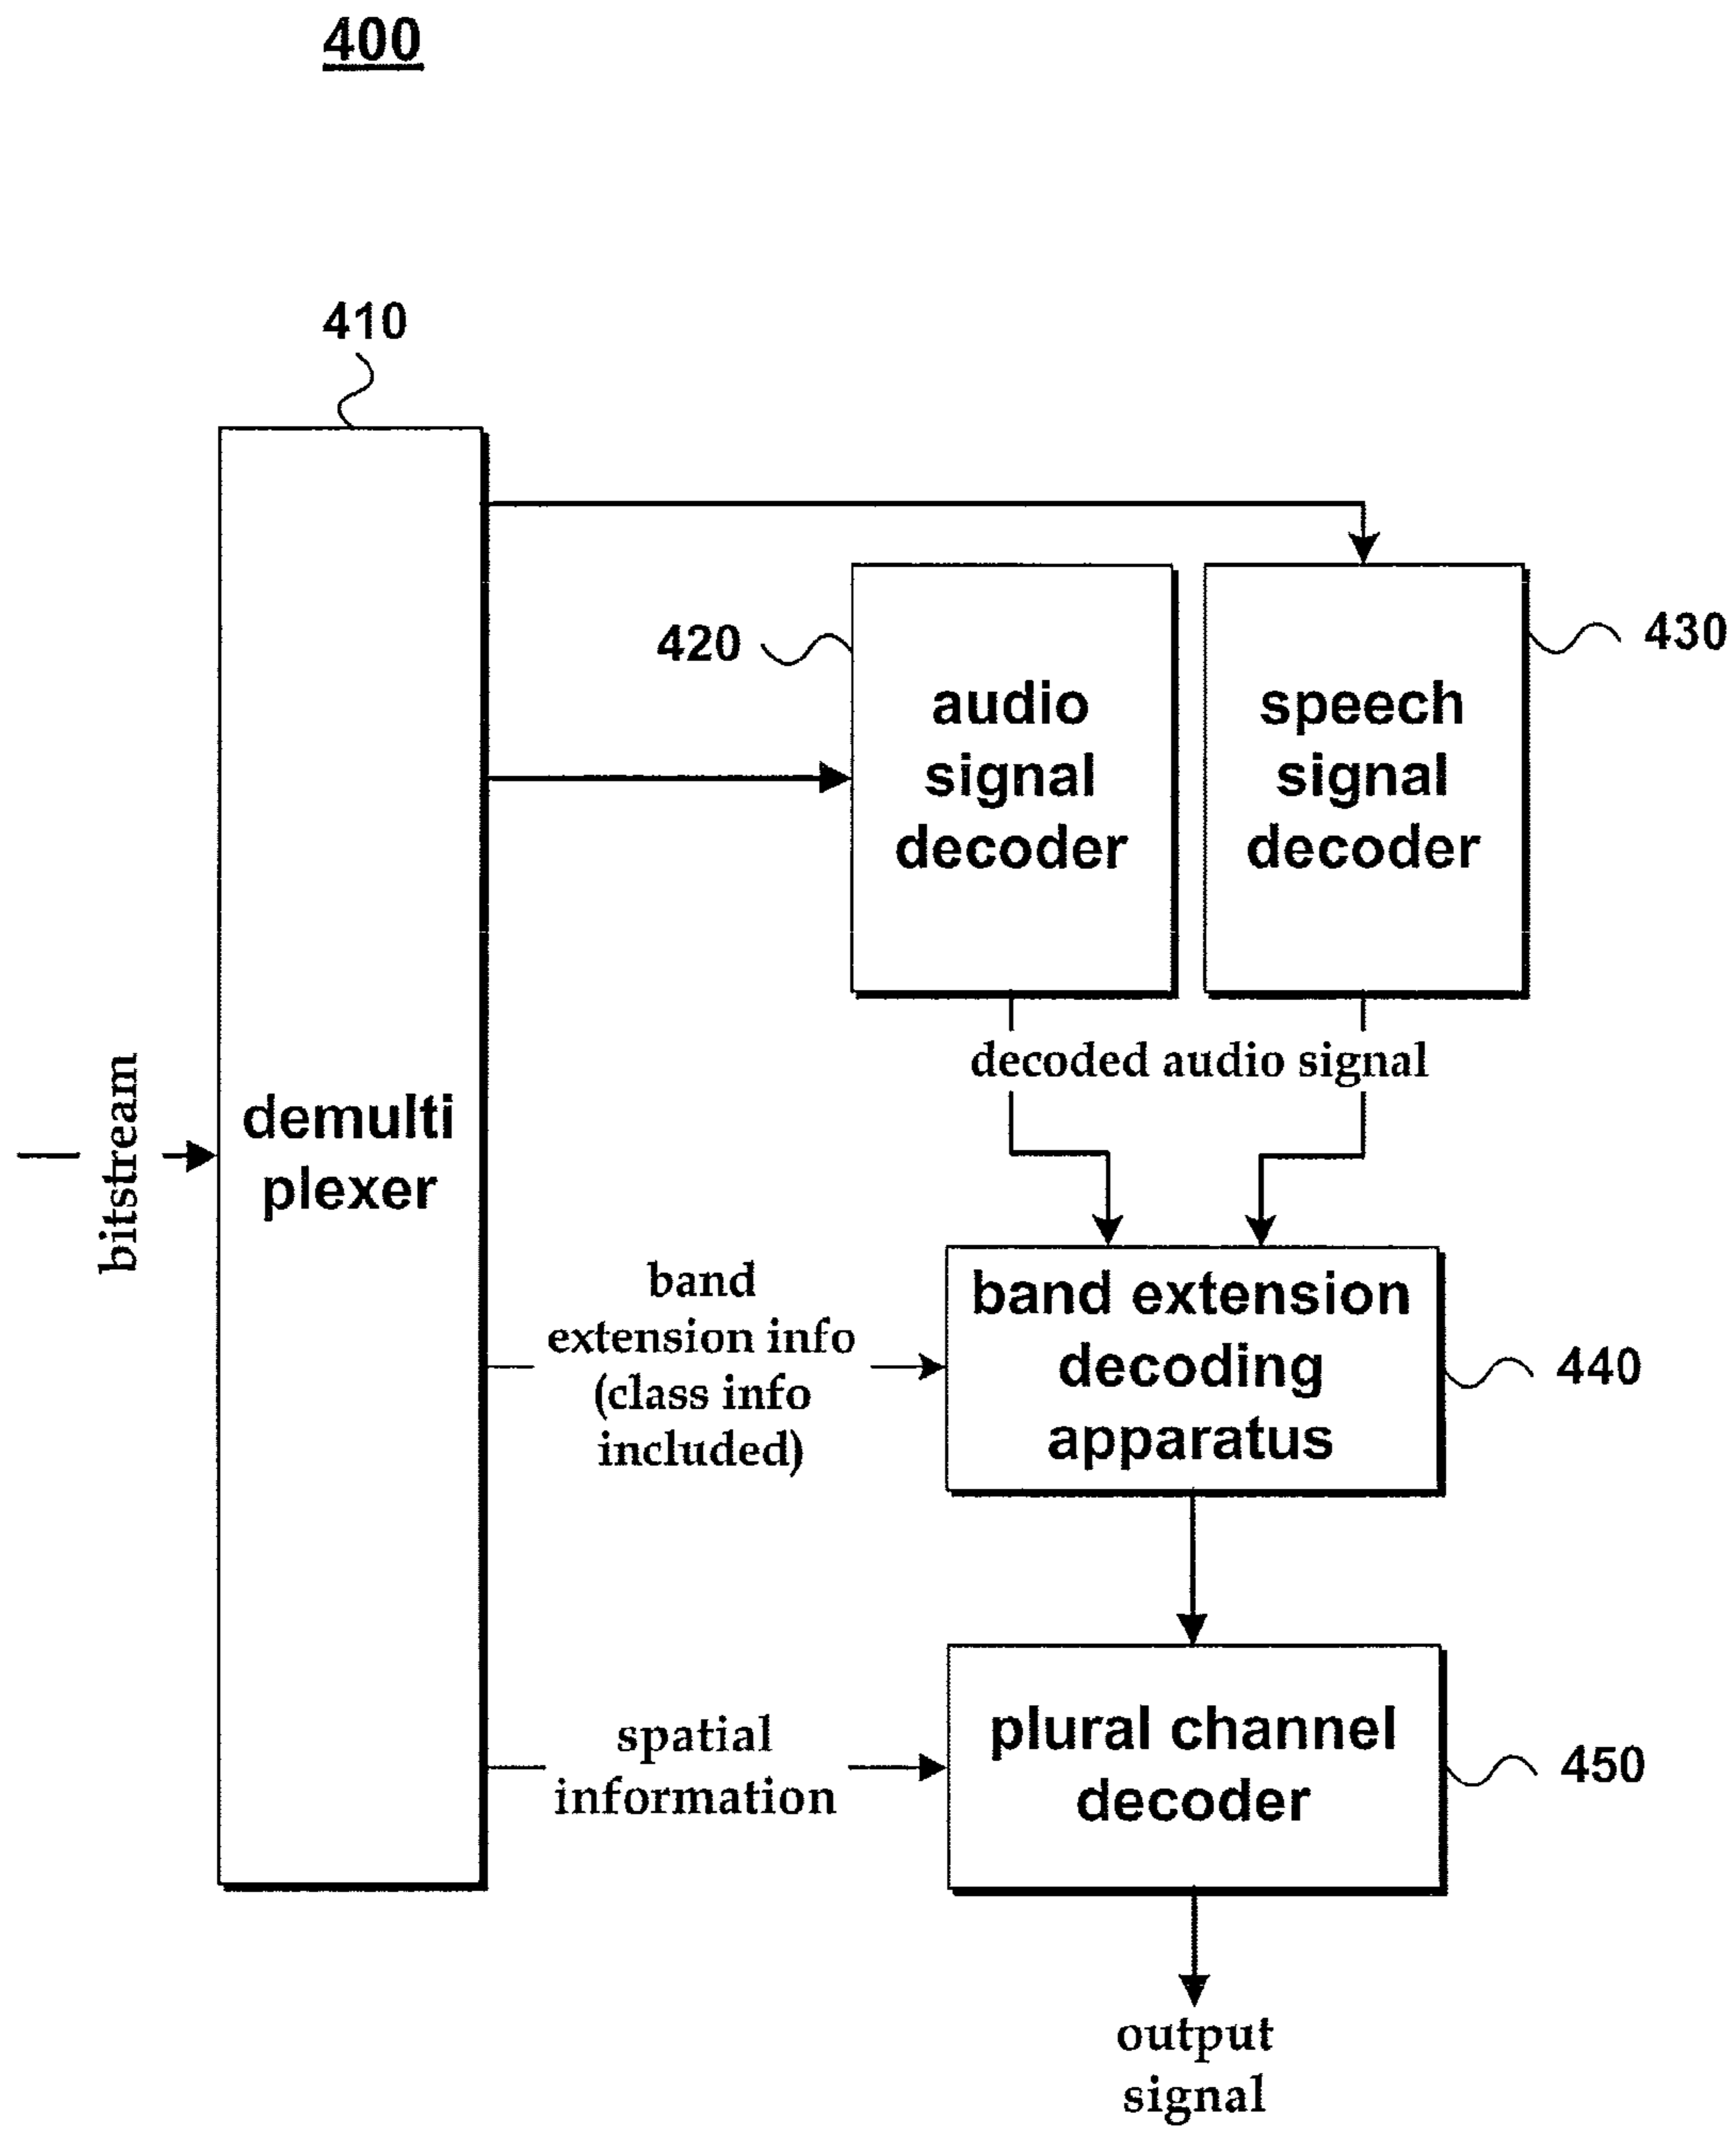 400
410
420
430
audio
signal
decoder
speech
signal
decoder
decoded audio signal
bitstream
demulti
plexer
band
extension info
(class info
included)
band extension
decoding
apparatus
440
spatial
information
plural channel
decoder
450
output
signal